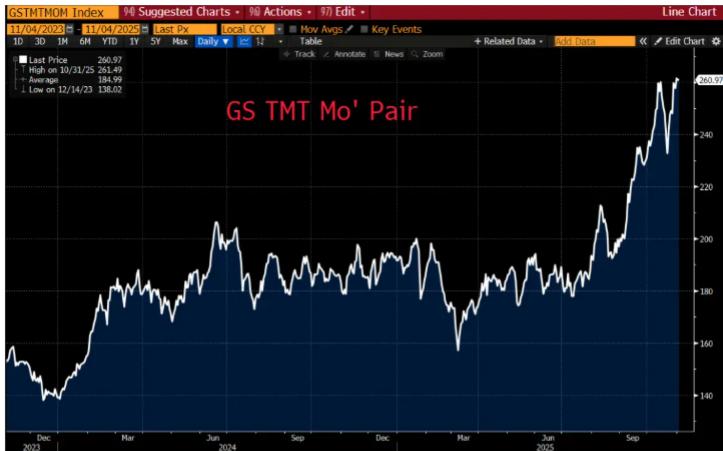 GSTMTMOM Index 94) Suggested Charts 96) Actions 97) Edit Line Chart
11/04/2023 - 11/04/2025 Last Px Local CCY Mov Avgs Key Events
1D 3D 1M 6M YTD 1Y 5Y Max Daily ▼ Table + Related Data Add Data « Edit Chart
Track Annotate News Zoom
Last Price 260.97
High on 10/31/25 261.49
Average 184.99
Low on 12/14/23 138.02
GS TMT Mo' Pair
260.97
240
220
200
180
160
140
Dec Mar Jun Sep Dec Mar Jun Sep
2023 2024 2025